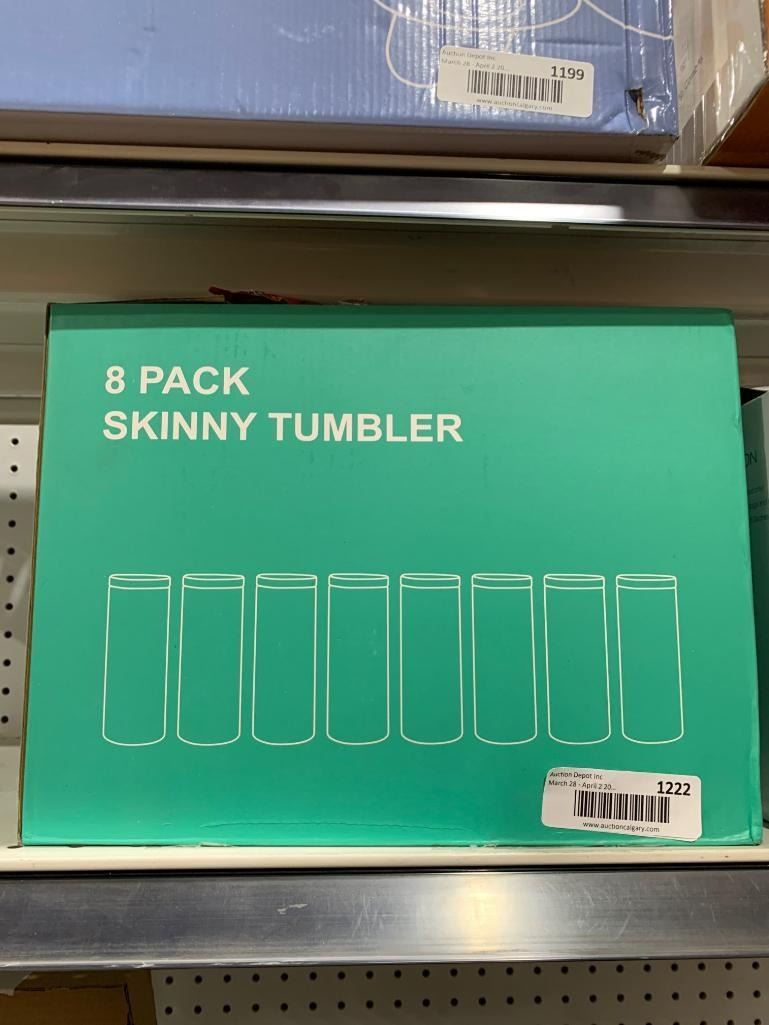 Auction Depot Inc
March 28 - April 2 20...
1199
www.auctioncalgary.com
8 PACK
SKINNY TUMBLER
ON
Auction Depot Inc
March 28 - April 2 20...
1222
www.auctioncalgary.com